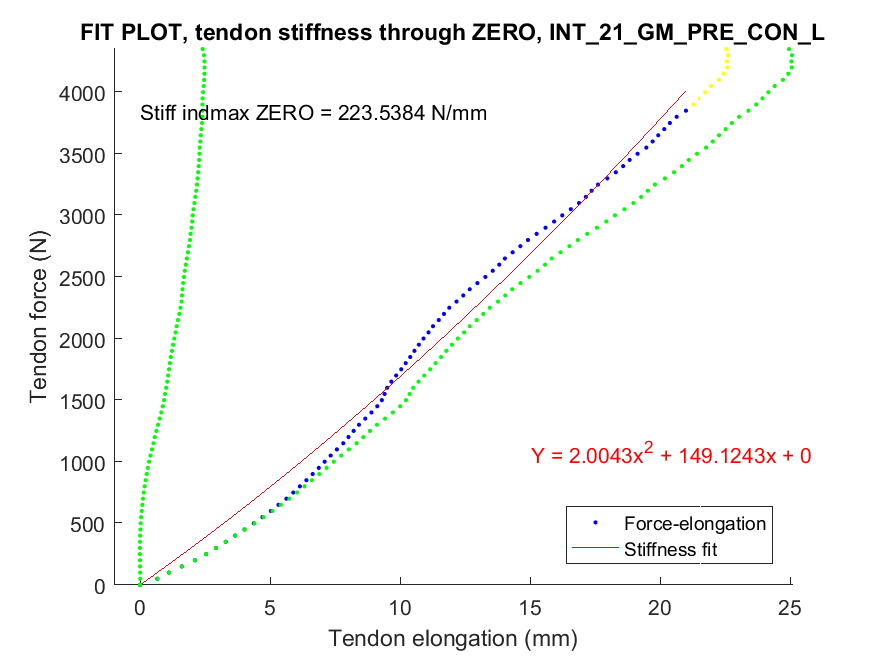 FIT PLOT, tendon stiffness through ZERO, INT_21_GM_PRE_CON_L
Stiff indmax ZERO = 223.5384 N/mm
Tendon force (N)
4000
3500
3000
2500
2000
1500
1000
500
0
Y = 2.0043x² + 149.1243x + 0
Force-elongation
Stiffness fit
0 5 10 15 20 25
Tendon elongation (mm)